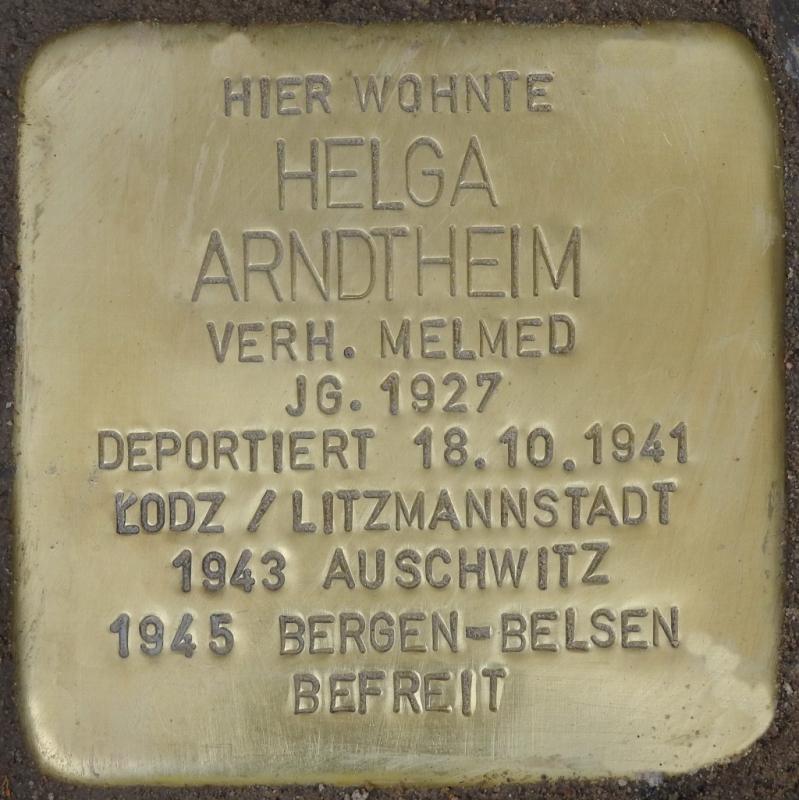 HIER WOHNTE
HELGA
ARNDTHEIM
VERH. MELMED
JG. 1927
DEPORTIERT 18.10.1941
ŁODZ / LITZMANNSTADT
1943 AUSCHWITZ
1945 BERGEN-BELSEN
BEFREIT